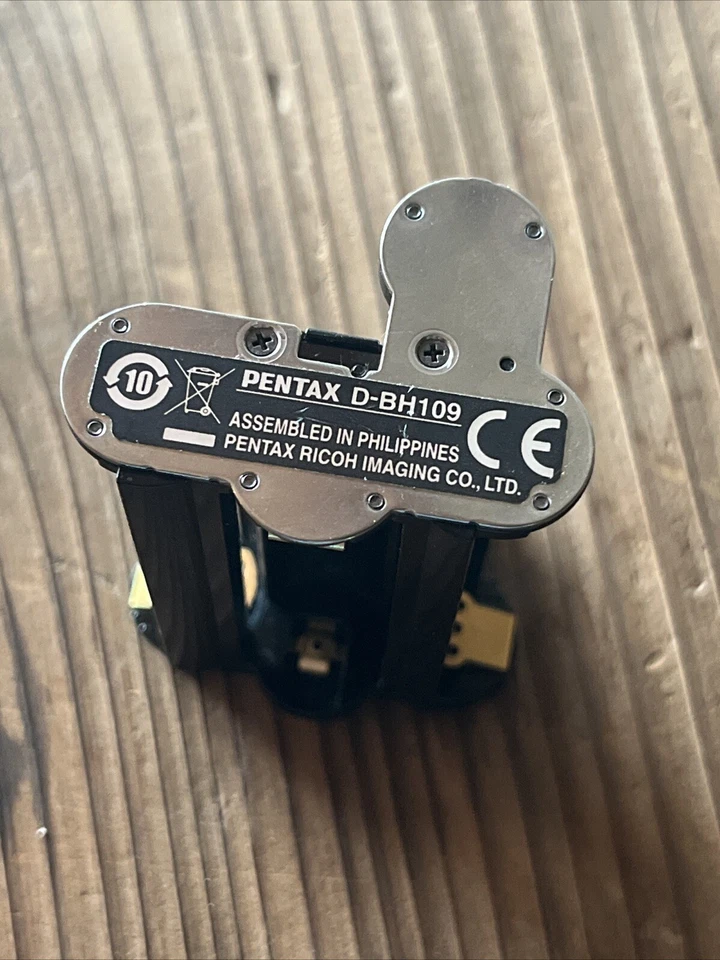 10
PENTAX D-BH109
ASSEMBLED IN PHILIPPINES
PENTAX RICOH IMAGING CO., LTD.
CE